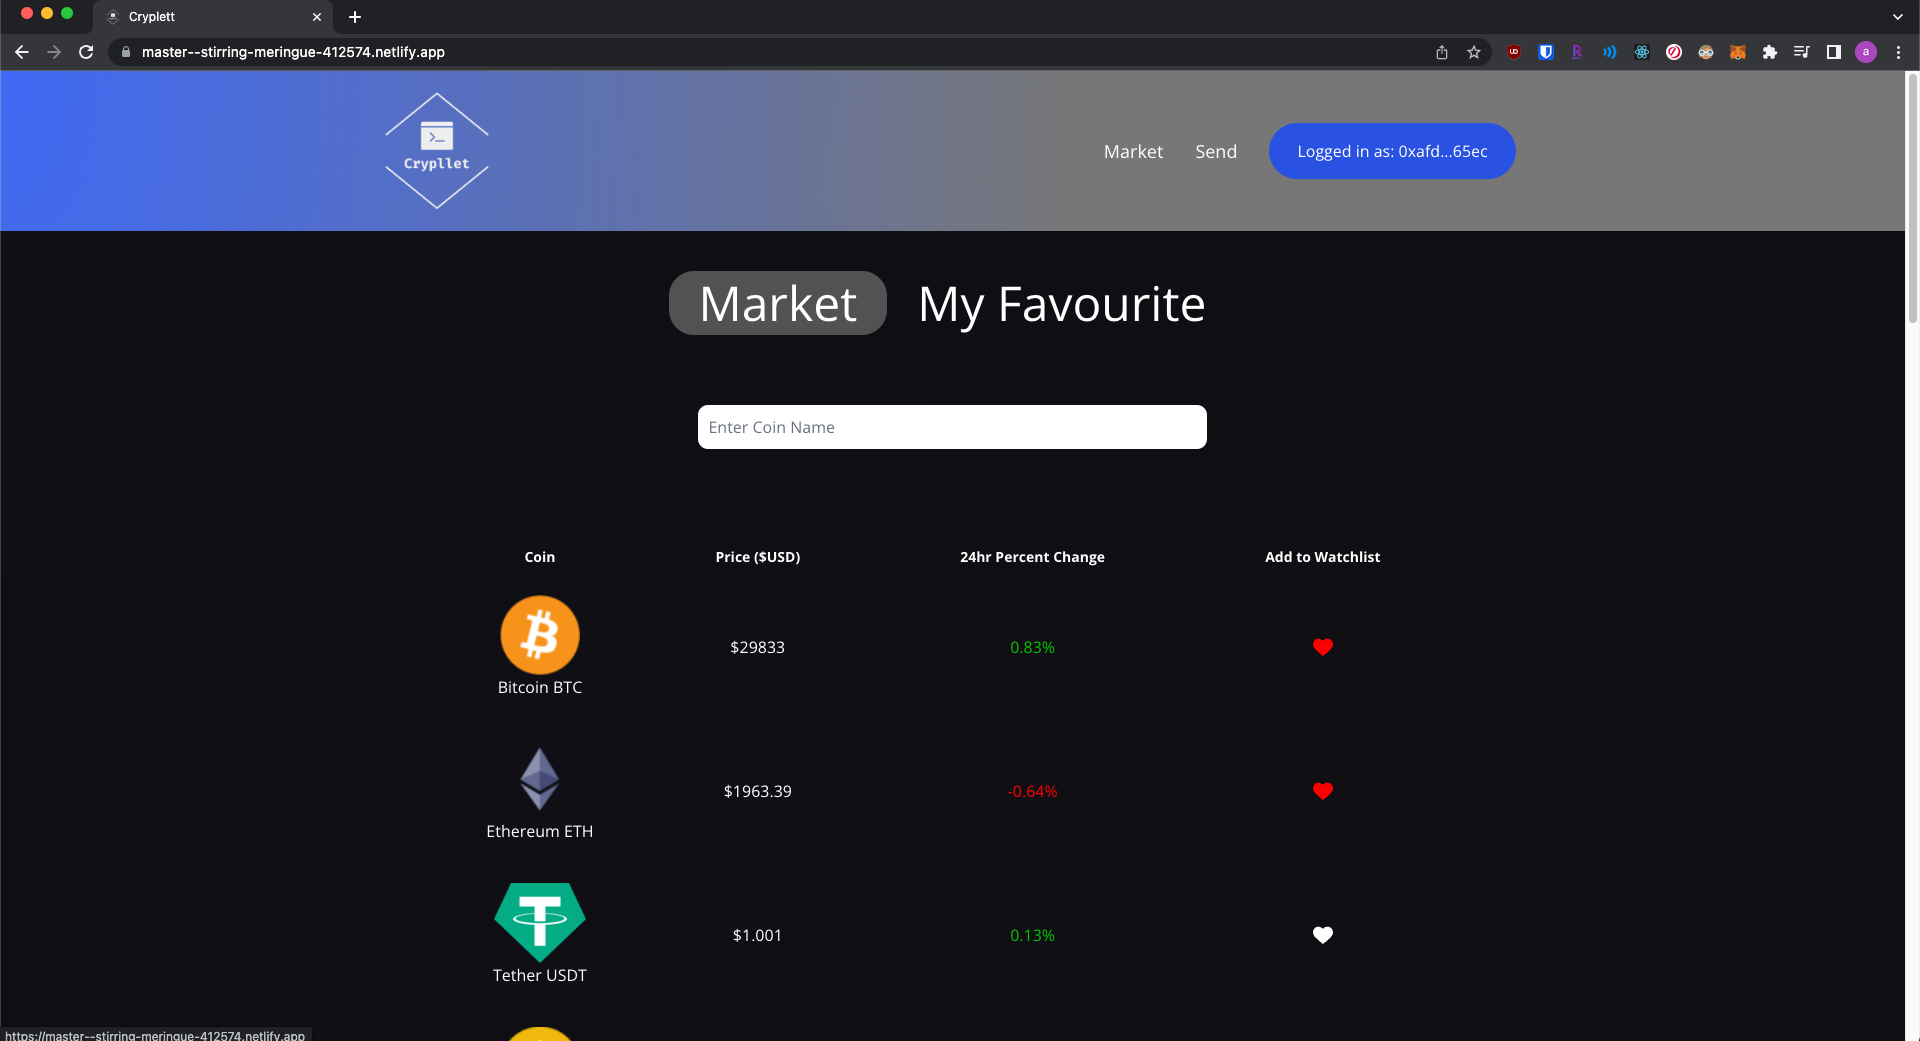 Cryplett
master--stirring-meringue-412574.netlify.app
a
>_
Crypllet
Market
Send
Logged in as: 0xafd...65ec
Market
My Favourite
Enter Coin Name
Coin
Price ($USD)
24hr Percent Change
Add to Watchlist
$29833
0.83%
Bitcoin BTC
$1963.39
-0.64%
Ethereum ETH
$1.001
0.13%
Tether USDT
https://master--stirring-meringue-412574.netlify.app